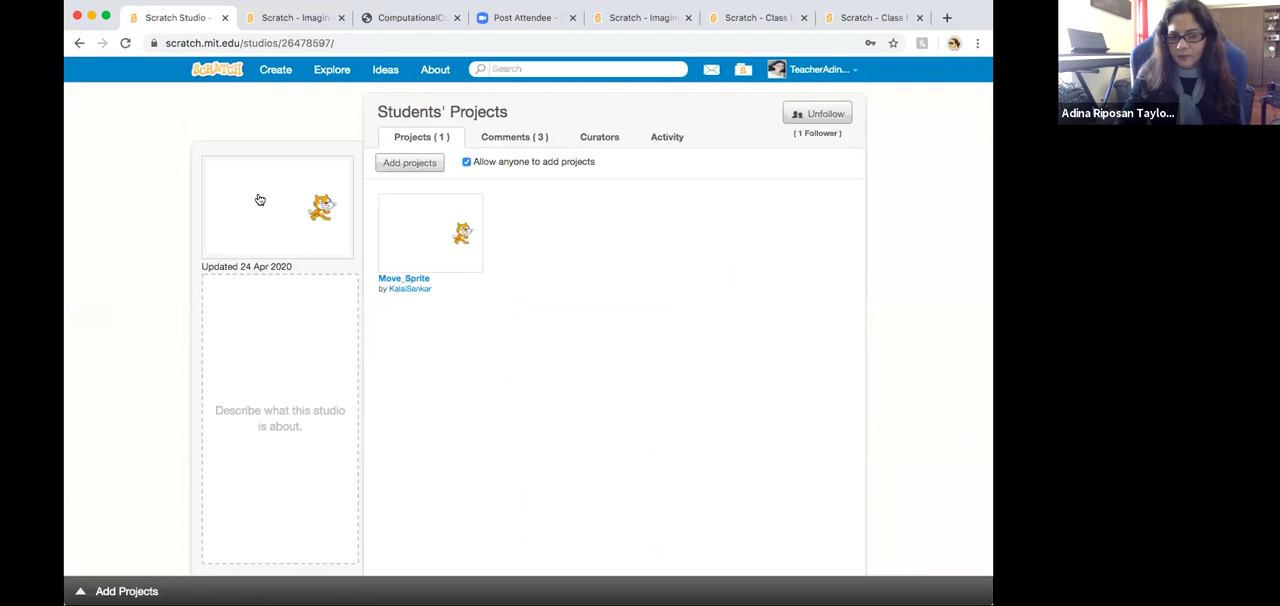 Scratch Studio -
Scratch - Imagin
ComputationalCo
Post Attendee -
Scratch - Imagin
Scratch - Class I
Scratch - Class I
scratch.mit.edu/studios/26478597/
SCRATCH
Create
Explore
Ideas
About
Search
TeacherAdin...
Students' Projects
Unfollow
( 1 Follower )
Projects ( 1 )
Comments ( 3 )
Curators
Activity
Add projects
Allow anyone to add projects
Updated 24 Apr 2020
Move_Sprite
by KalaiSankar
Describe what this studio
is about.
Add Projects
Adina Riposan Taylo...